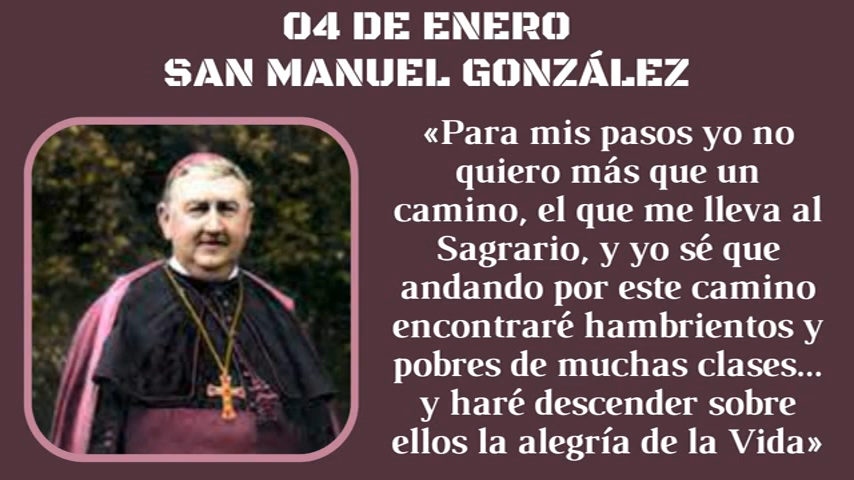 04 DE ENERO
SAN MANUEL GONZÁLEZ
«Para mis pasos yo no
quiero más que un
camino, el que me lleva al
Sagrario, y yo sé que
andando por este camino
encontraré hambrientos y
pobres de muchas clases...
y haré descender sobre
ellos la alegría de la Vida»